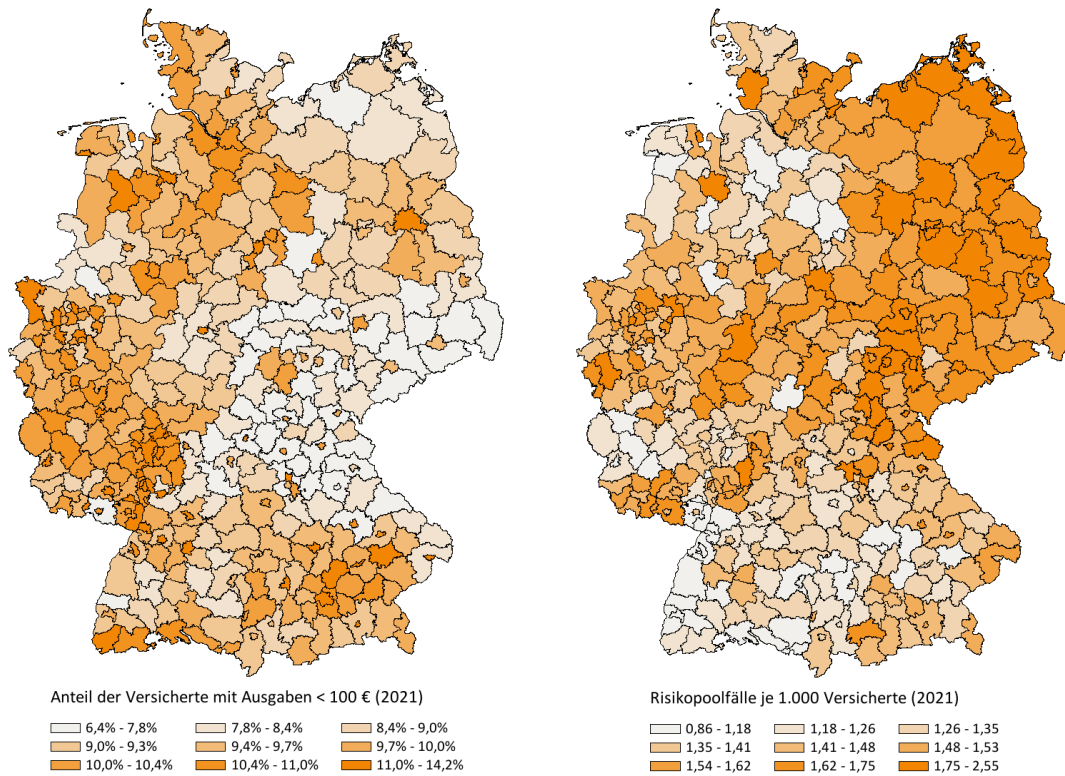 Anteil der Versicherte mit Ausgaben < 100 € (2021)
6,4% - 7,8% 7,8% - 8,4% 8,4% - 9,0%
9,0% - 9,3% 9,4% - 9,7% 9,7% - 10,0%
10,0% - 10,4% 10,4% - 11,0% 11,0% - 14,2%
Risikopoolfälle je 1.000 Versicherte (2021)
0,86 - 1,18 1,18 - 1,26 1,26 - 1,35
1,35 - 1,41 1,41 - 1,48 1,48 - 1,53
1,54 - 1,62 1,62 - 1,75 1,75 - 2,55